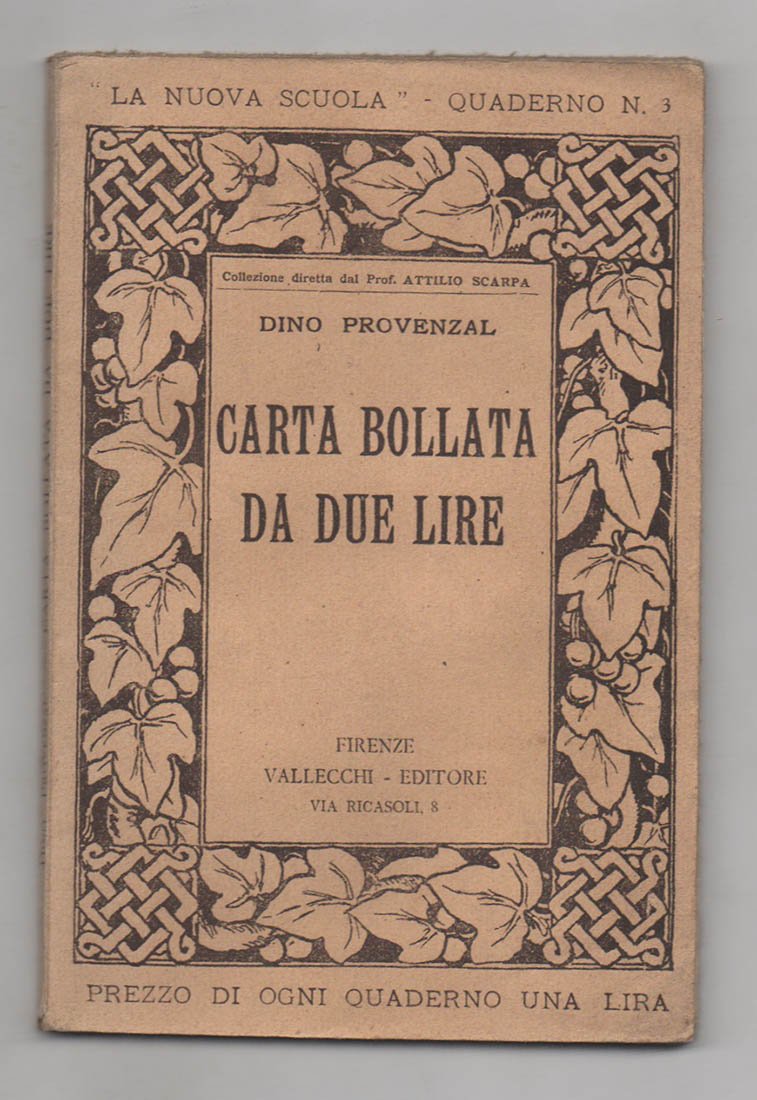 "LA NUOVA SCUOLA" - QUADERNO N. 3
Collezione diretta dal Prof. ATTILIO SCARPA
DINO PROVENZAL
CARTA BOLLATA
DA DUE LIRE
FIRENZE
VALLECCHI - EDITORE
VIA RICASOLI, 8
PREZZO DI OGNI QUADERNO UNA LIRA